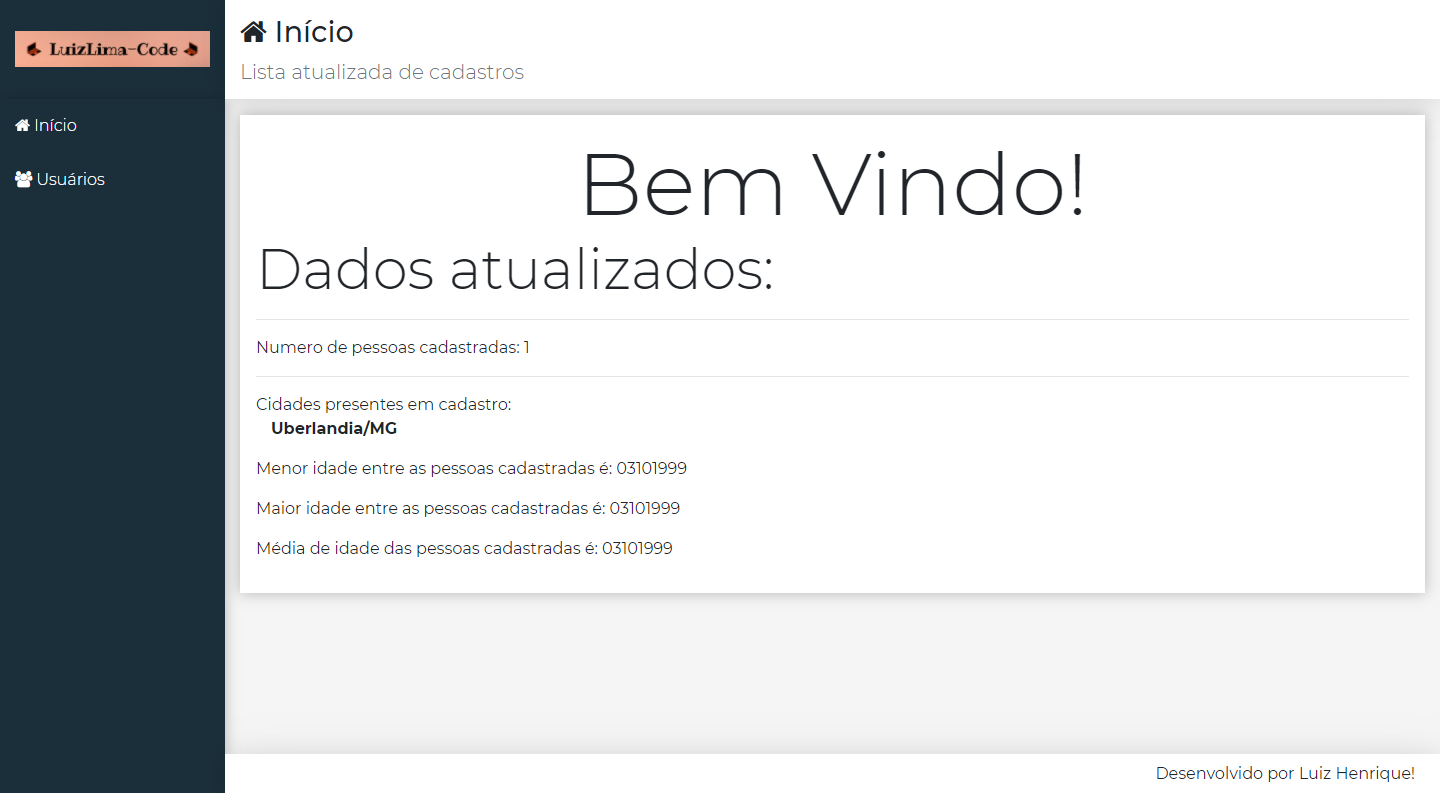 LuizLima-Code
Início
Usuários
Início
Lista atualizada de cadastros
Bem Vindo!
Dados atualizados:
Numero de pessoas cadastradas: 1
Cidades presentes em cadastro:
Uberlandia/MG
Menor idade entre as pessoas cadastradas é: 03101999
Maior idade entre as pessoas cadastradas é: 03101999
Média de idade das pessoas cadastradas é: 03101999
Desenvolvido por Luiz Henrique!